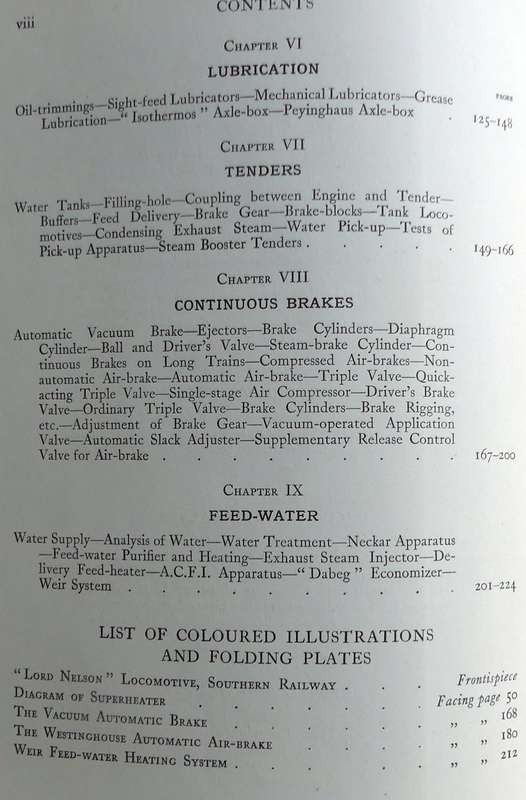 CONTENTS
viii
CHAPTER VI
LUBRICATION
PAGES
Oil-trimmings—Sight-feed Lubricators—Mechanical Lubricators—Grease
Lubrication—“ Isothermos ” Axle-box—Peyinghaus Axle-box . 125–148
CHAPTER VII
TENDERS
Water Tanks—Filling-hole—Coupling between Engine and Tender—
Buffers—Feed Delivery—Brake Gear—Brake-blocks—Tank Loco-
motives—Condensing Exhaust Steam—Water Pick-up—Tests of
Pick-up Apparatus—Steam Booster Tenders . . . . . 149–166
CHAPTER VIII
CONTINUOUS BRAKES
Automatic Vacuum Brake—Ejectors—Brake Cylinders—Diaphragm
Cylinder—Ball and Driver's Valve—Steam-brake Cylinder—Con-
tinuous Brakes on Long Trains—Compressed Air-brakes—Non-
automatic Air-brake—Automatic Air-brake—Triple Valve—Quick-
acting Triple Valve—Single-stage Air Compressor—Driver's Brake
Valve—Ordinary Triple Valve—Brake Cylinders—Brake Rigging,
etc.—Adjustment of Brake Gear—Vacuum-operated Application
Valve—Automatic Slack Adjuster—Supplementary Release Control
Valve for Air-brake . . . . . . . . . 167–200
CHAPTER IX
FEED-WATER
Water Supply—Analysis of Water—Water Treatment—Neckar Apparatus
—Feed-water Purifier and Heating—Exhaust Steam Injector—De-
livery Feed-heater—A.C.F.I. Apparatus—“ Dabeg ” Economizer—
Weir System . . . . . . . . . . 201–224
LIST OF COLOURED ILLUSTRATIONS
AND FOLDING PLATES
“LORD NELSON” LOCOMOTIVE, SOUTHERN RAILWAY . . . Frontispiece
DIAGRAM OF SUPERHEATER . . . . . . . Facing page 50
THE VACUUM AUTOMATIC BRAKE . . . . . . „ „ 168
THE WESTINGHOUSE AUTOMATIC AIR-BRAKE . . . . „ „ 180
WEIR FEED-WATER HEATING SYSTEM . . . . . . „ „ 212